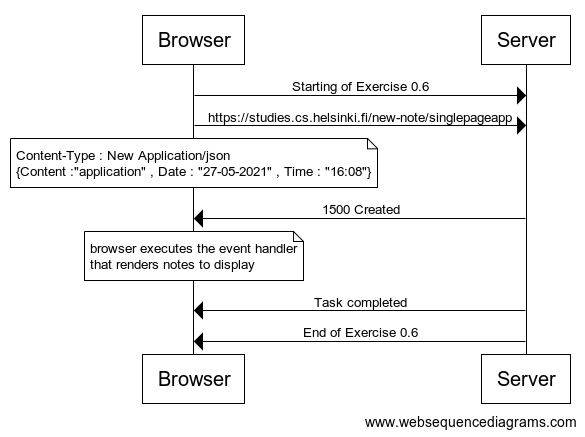 Browser
Server
Starting of Exercise 0.6
https://studies.cs.helsinki.fi/new-note/singlepageapp
Content-Type : New Application/json
{Content :"application" , Date : "27-05-2021" , Time : "16:08"}
1500 Created
browser executes the event handler
that renders notes to display
Task completed
End of Exercise 0.6
Browser
Server
www.websequencediagrams.com